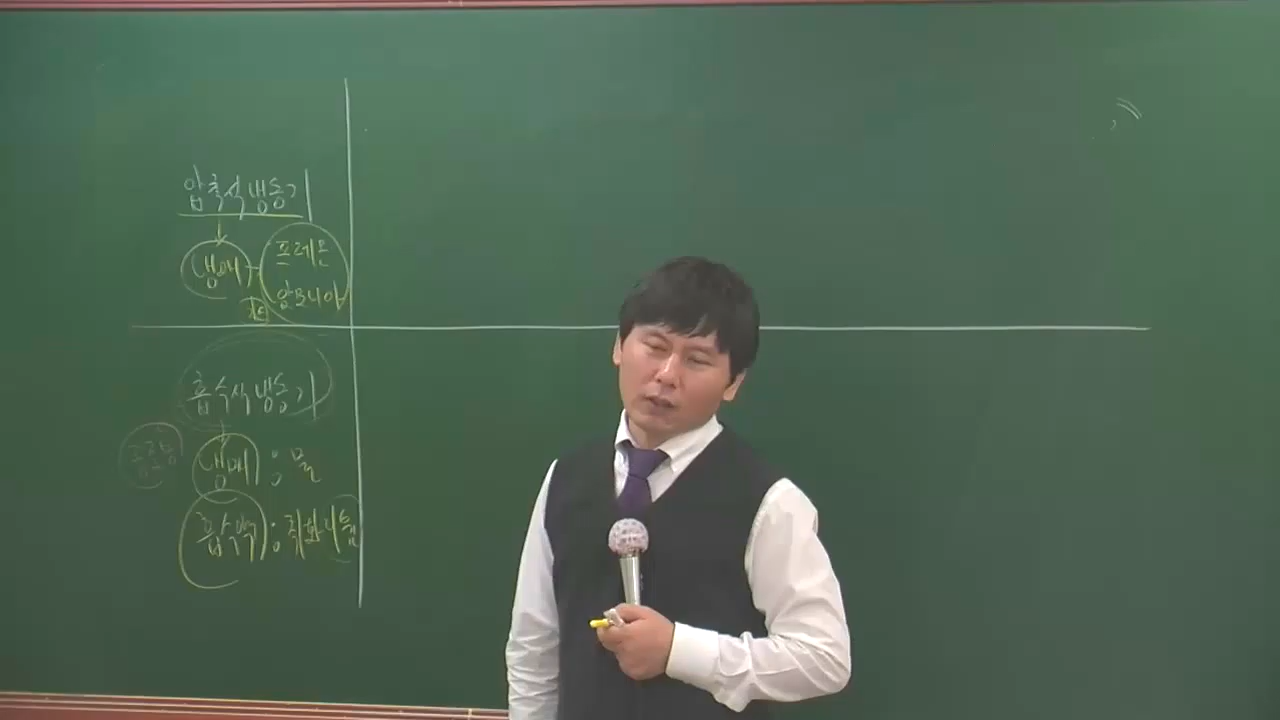 압축식냉동기
냉매 프레온
암모니아
흡수식냉동기
냉매 : 물
흡수액 : 취화리튬